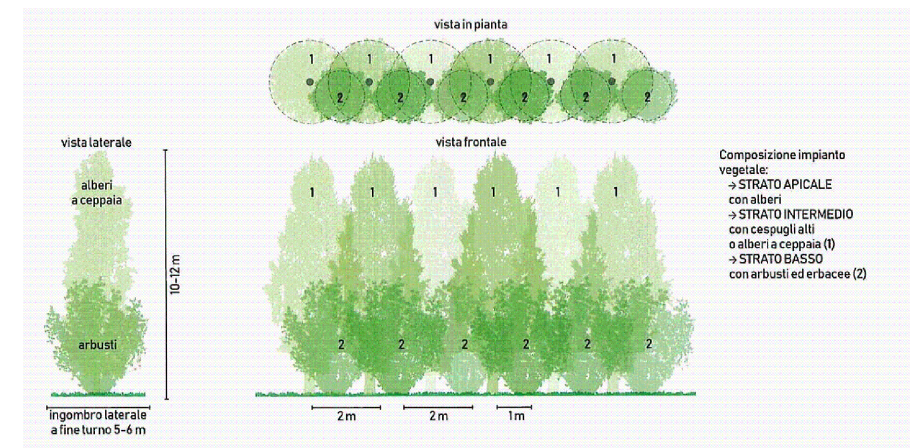 vista in pianta
1 1 1 1 1 1
2 2 2 2 2 2
vista laterale
vista frontale
alberi
a ceppaia
1 1 1 1 1 1
10-12 m
arbusti
2 2 2 2 2 2
2 m 2 m 1 m
ingombro laterale
a fine turno 5-6 m
Composizione impianto
vegetale:
→ STRATO APICALE
con alberi
→ STRATO INTERMEDIO
con cespugli alti
o alberi a ceppaia (1)
→ STRATO BASSO
con arbusti ed erbacee (2)